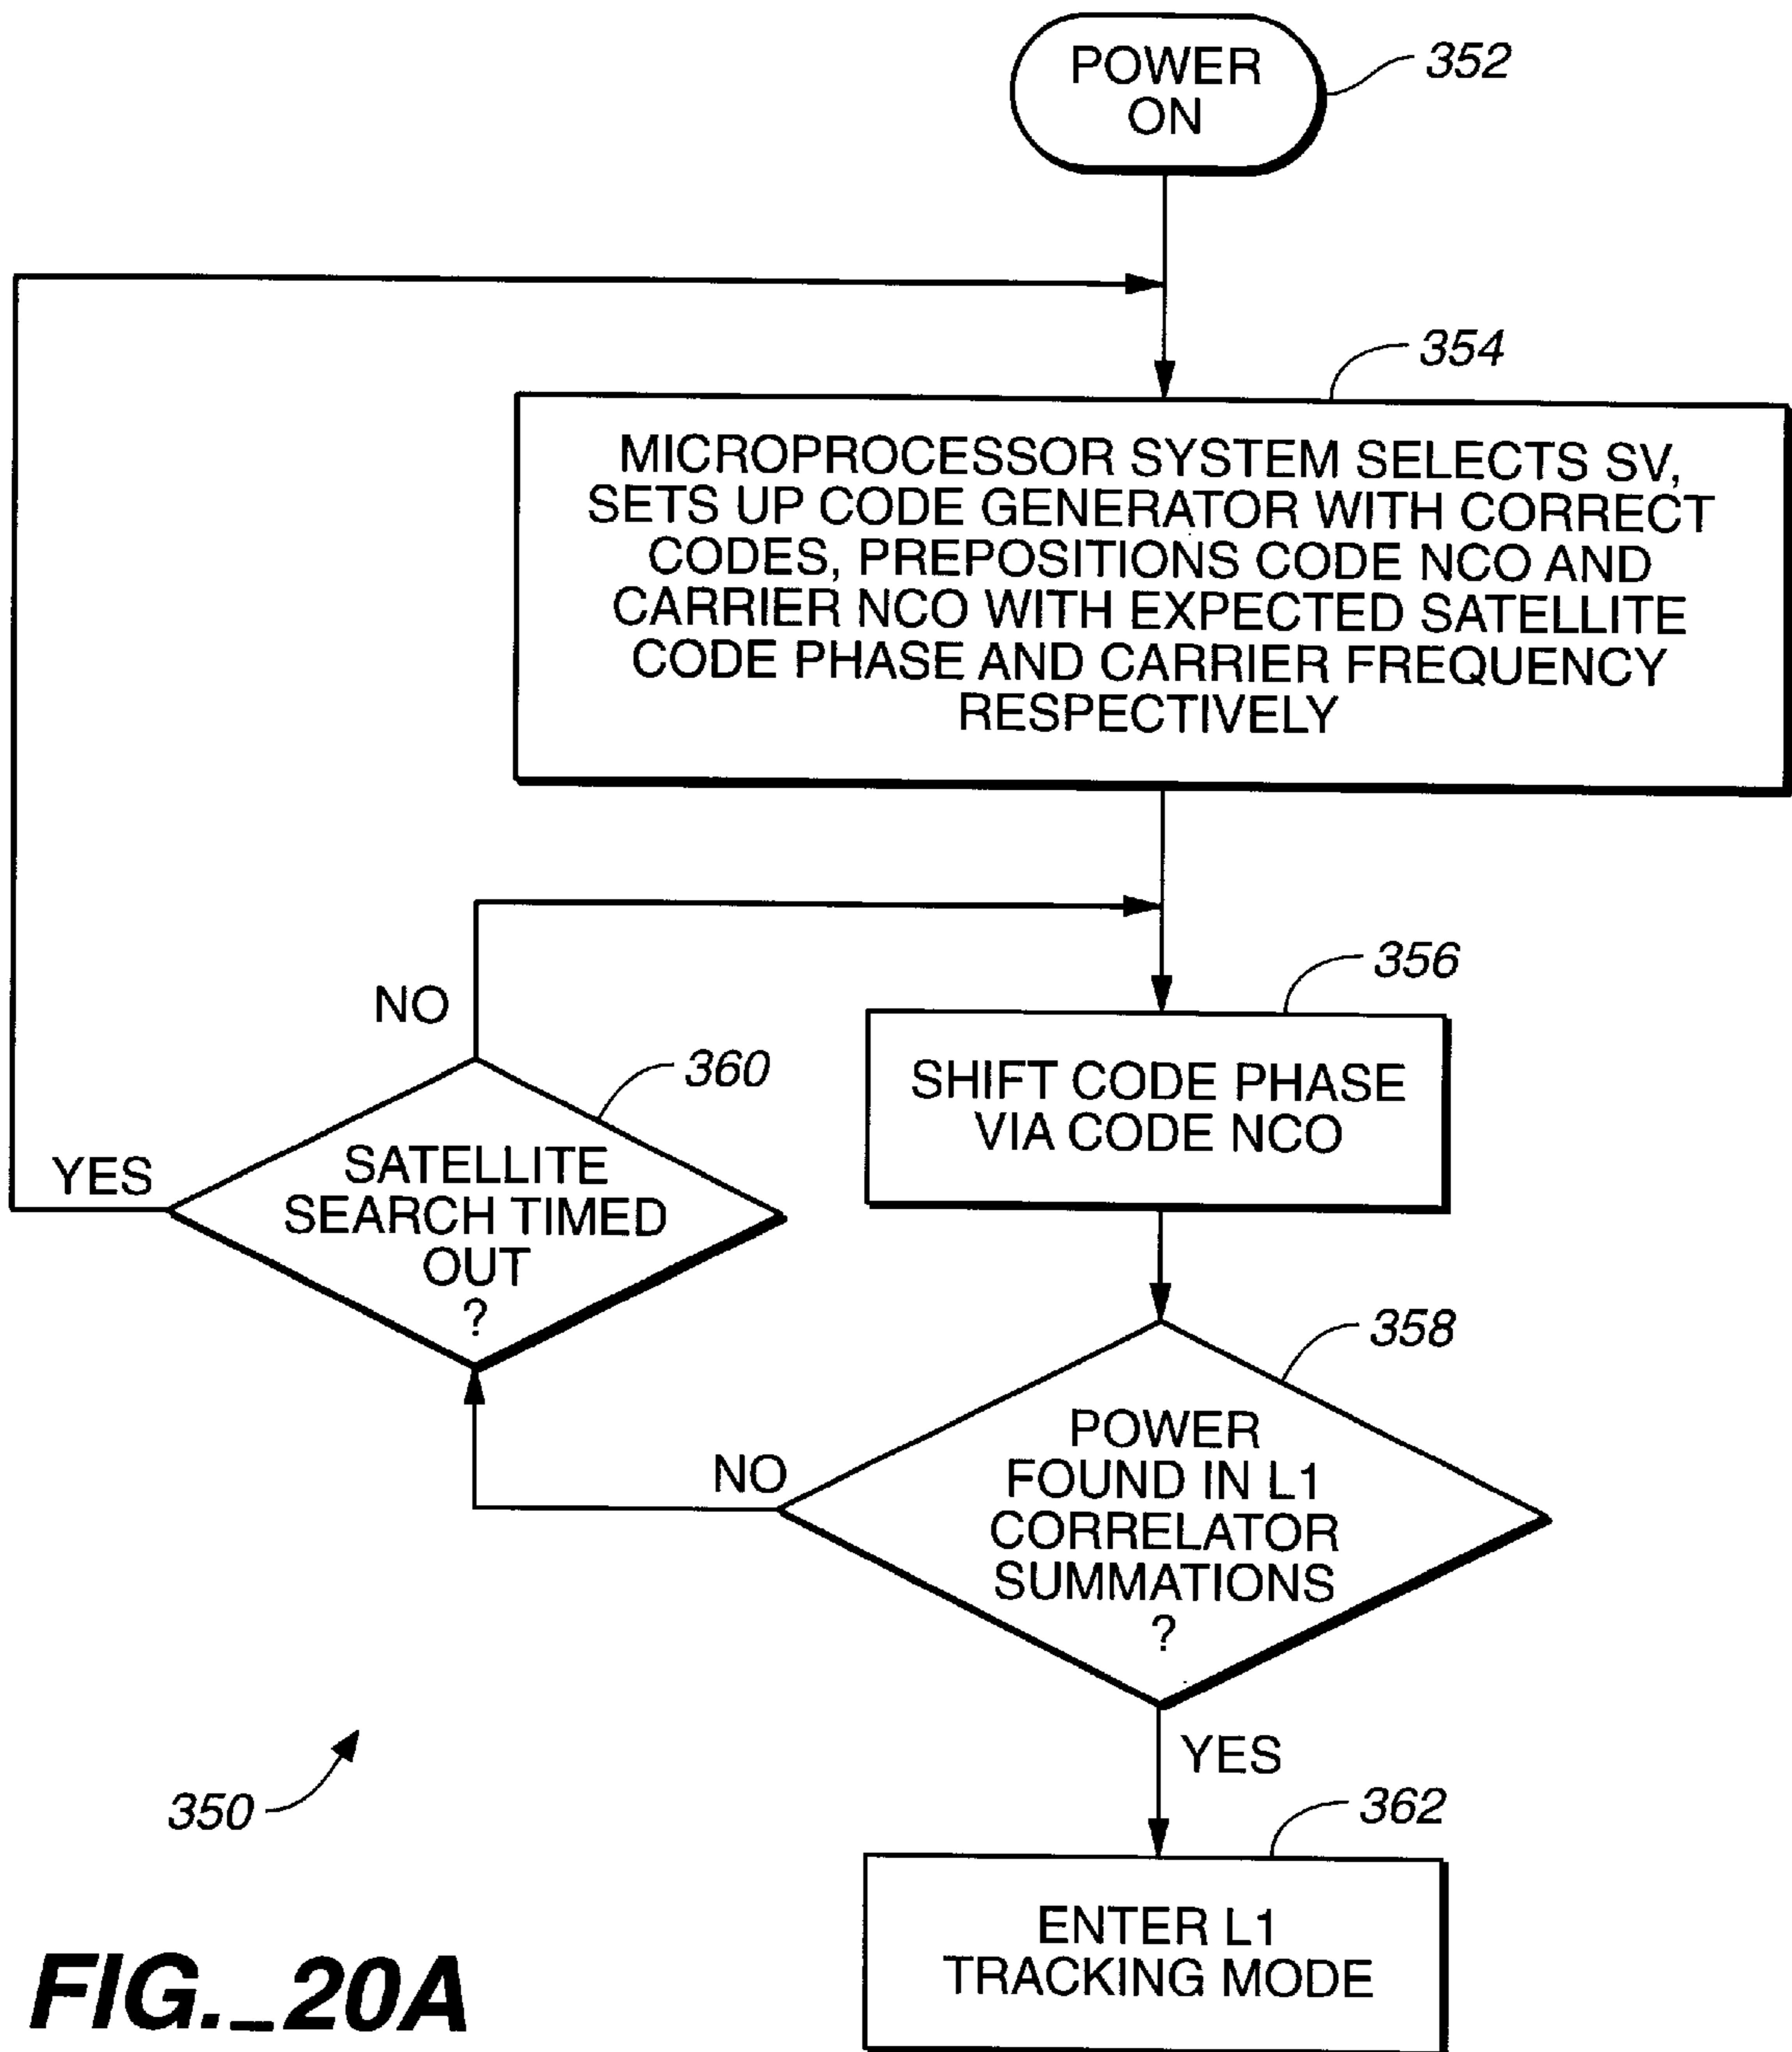 POWER
ON
352
354
MICROPROCESSOR SYSTEM SELECTS SV,
SETS UP CODE GENERATOR WITH CORRECT
CODES, PREPOSITIONS CODE NCO AND
CARRIER NCO WITH EXPECTED SATELLITE
CODE PHASE AND CARRIER FREQUENCY
RESPECTIVELY
356
NO
360
SHIFT CODE PHASE
VIA CODE NCO
YES
SATELLITE
SEARCH TIMED
OUT
?
358
POWER
FOUND IN L1
CORRELATOR
SUMMATIONS
?
NO
YES
350
362
ENTER L1
TRACKING MODE
FIG._20A